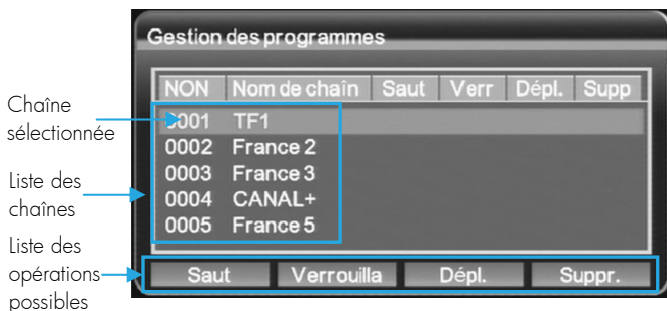 Gestion des programmes
NON Nom de chaîn Saut Verr Dépl. Supp
Chaîne
sélectionnée
0001 TF1
0002 France 2
0003 France 3
Liste des
chaînes
0004 CANAL+
0005 France 5
Liste des
opérations
possibles
Saut Verrouilla Dépl. Suppr.